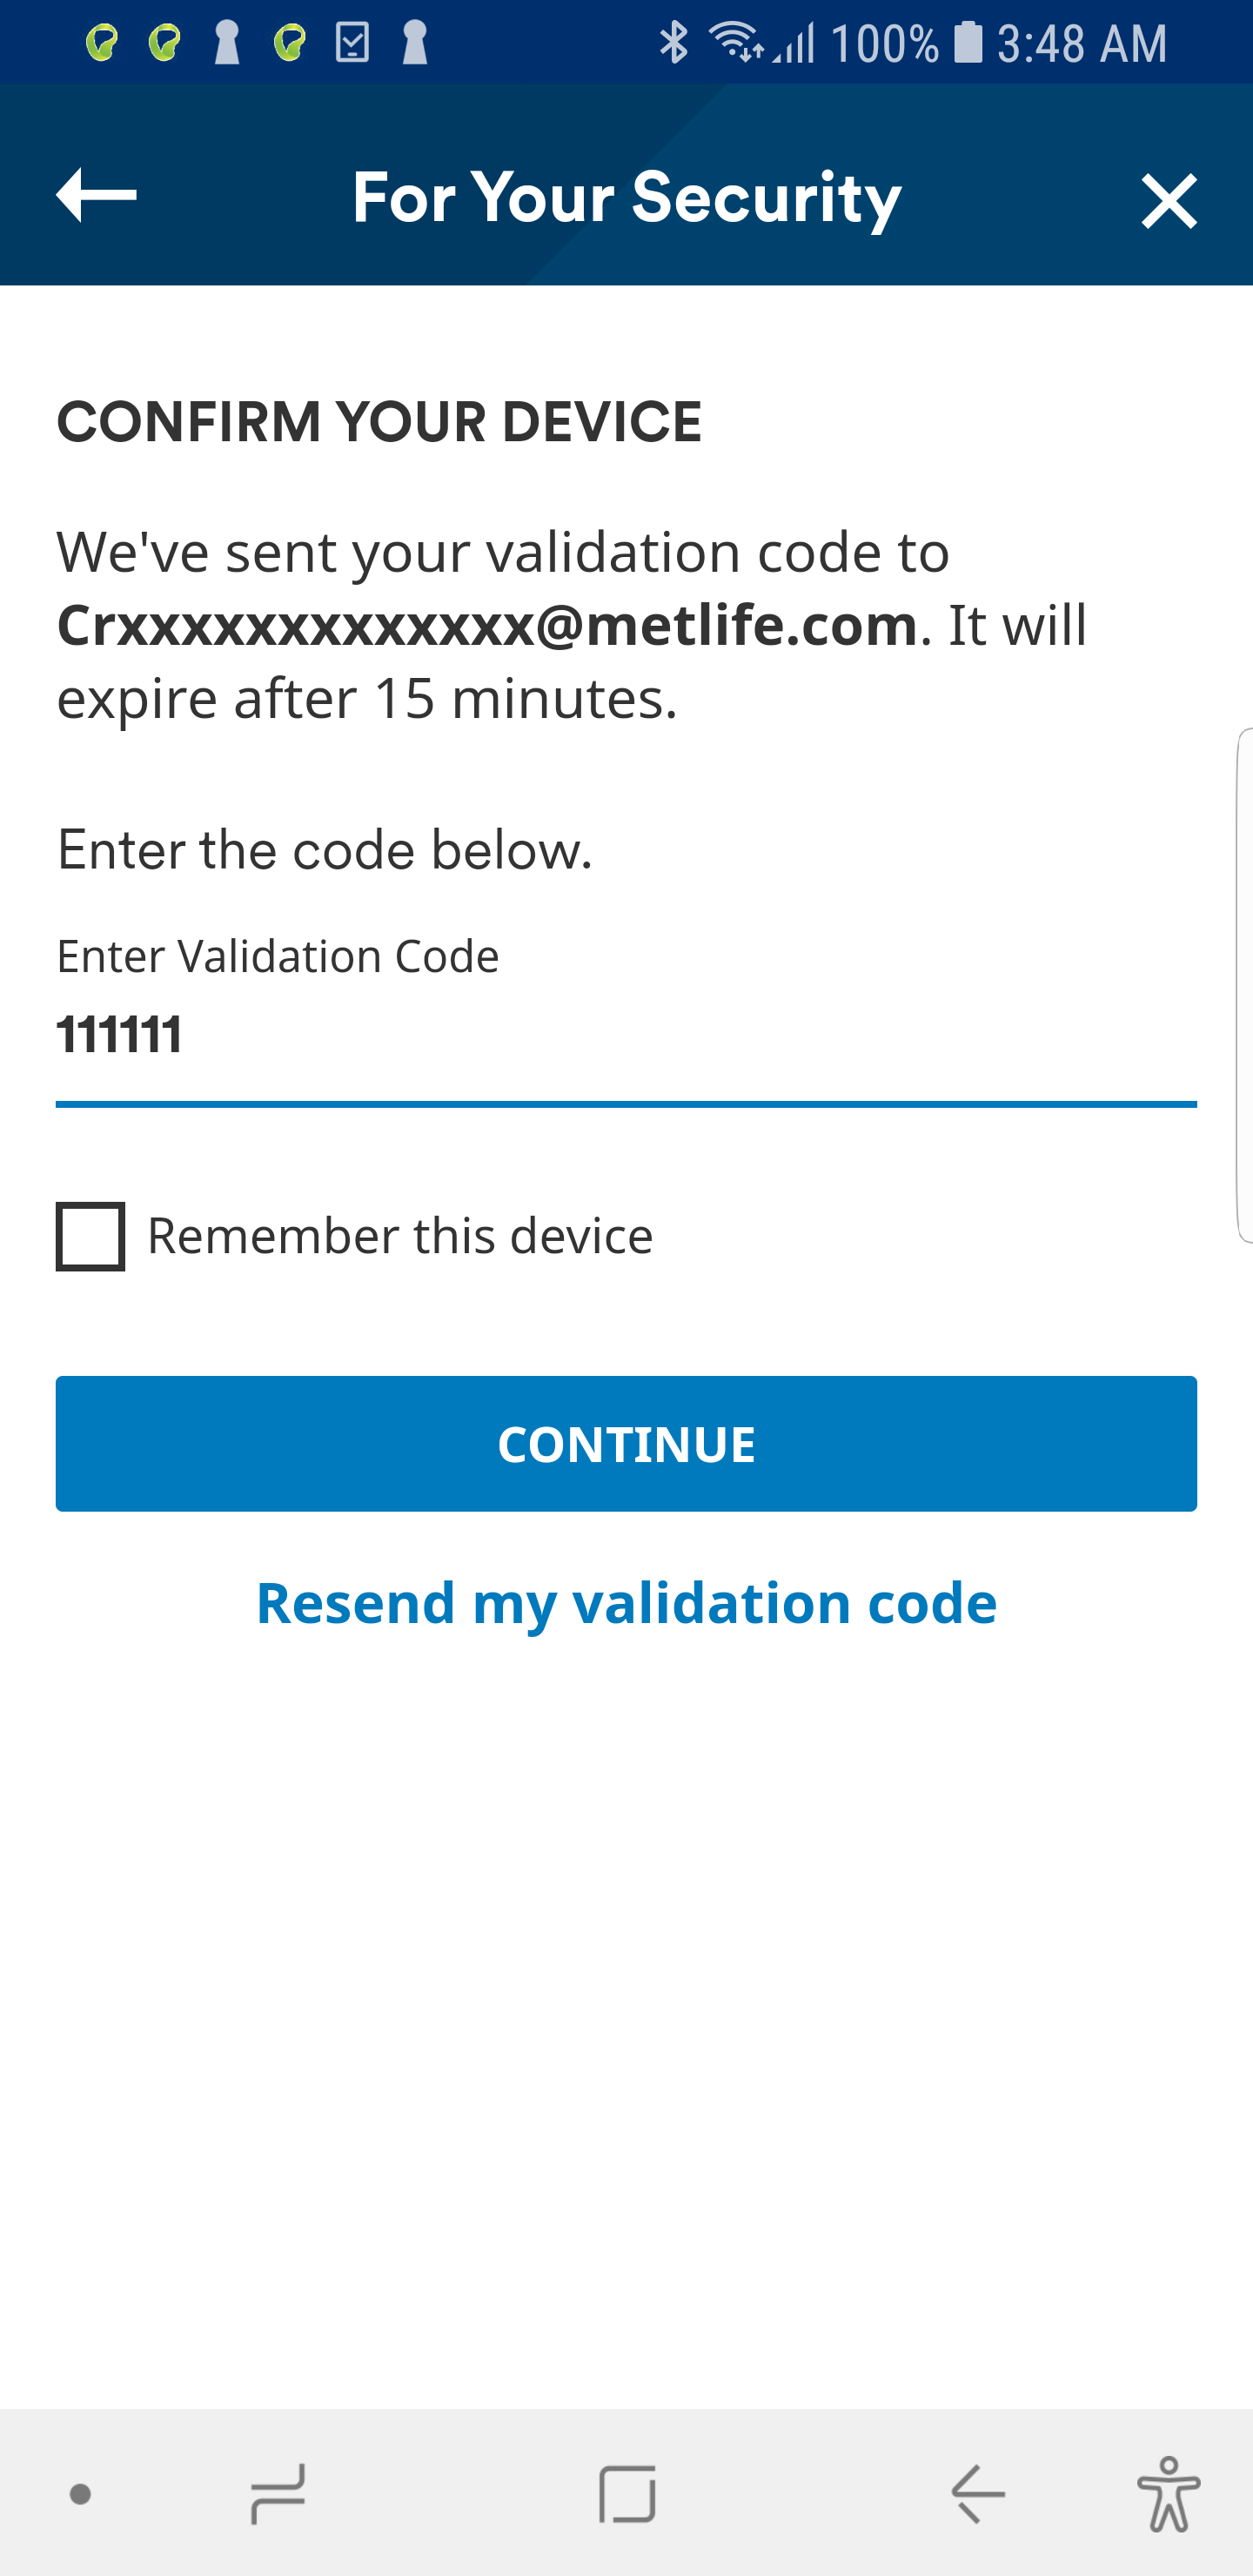 100% 3:48 AM
For Your Security
CONFIRM YOUR DEVICE
We've sent your validation code to
Crxxxxxxxxxxxxx@metlife.com. It will
expire after 15 minutes.
Enter the code below.
Enter Validation Code
111111
Remember this device
CONTINUE
Resend my validation code